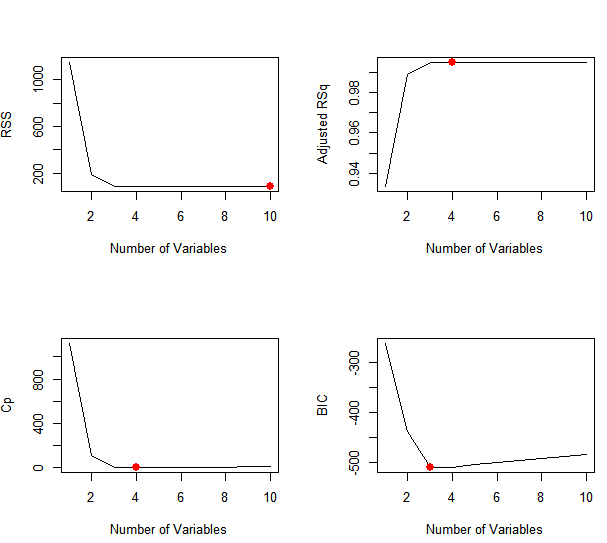 RSS
200 600 1000
2 4 6 8 10
Number of Variables
Adjusted RSq
0.94 0.96 0.98
2 4 6 8 10
Number of Variables
Cp
0 400 800
2 4 6 8 10
Number of Variables
BIC
-500 -400 -300
2 4 6 8 10
Number of Variables